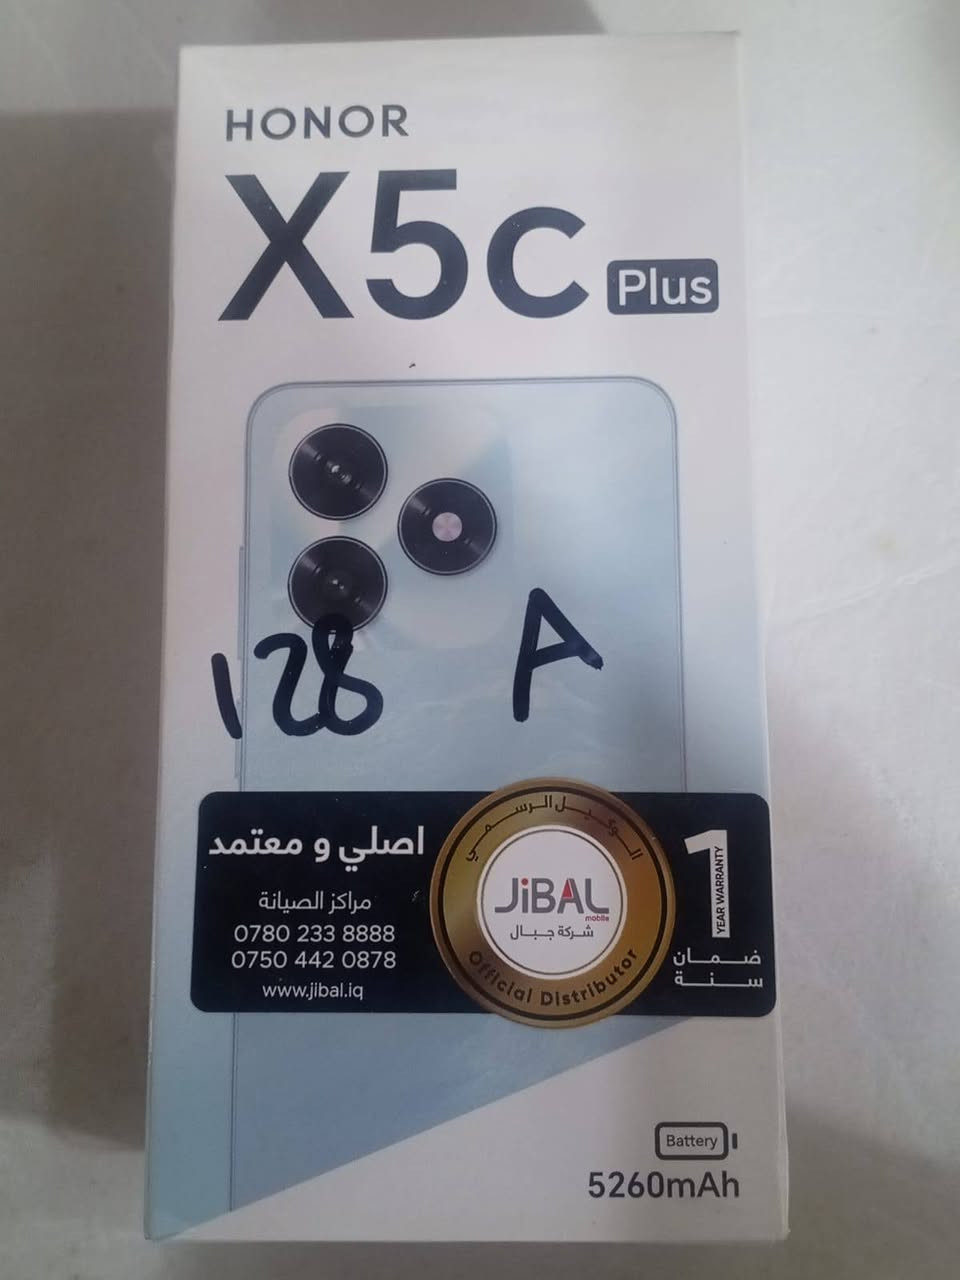 HONOR
X5c Plus
128 A
اصلي و معتمد
مراكز الصيانة
0780 233 8888
0750 442 0878
www.jibal.iq
الوكيل الرسمي
JiBAL
mobile
شركة جبال
Official Distributor
1
YEAR WARRANTY
ضمان
سنة
Battery
5260mAh